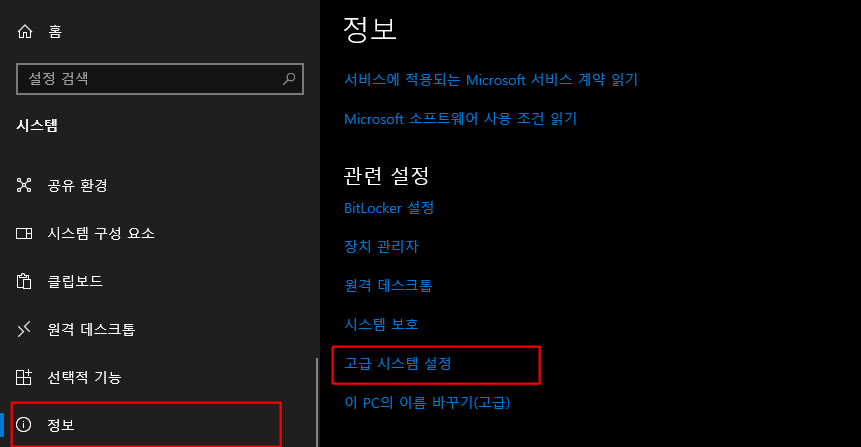 홈
설정 검색
시스템
공유 환경
시스템 구성 요소
클립보드
원격 데스크톱
선택적 기능
정보
정보
서비스에 적용되는 Microsoft 서비스 계약 읽기
Microsoft 소프트웨어 사용 조건 읽기
관련 설정
BitLocker 설정
장치 관리자
원격 데스크톱
시스템 보호
고급 시스템 설정
이 PC의 이름 바꾸기(고급)